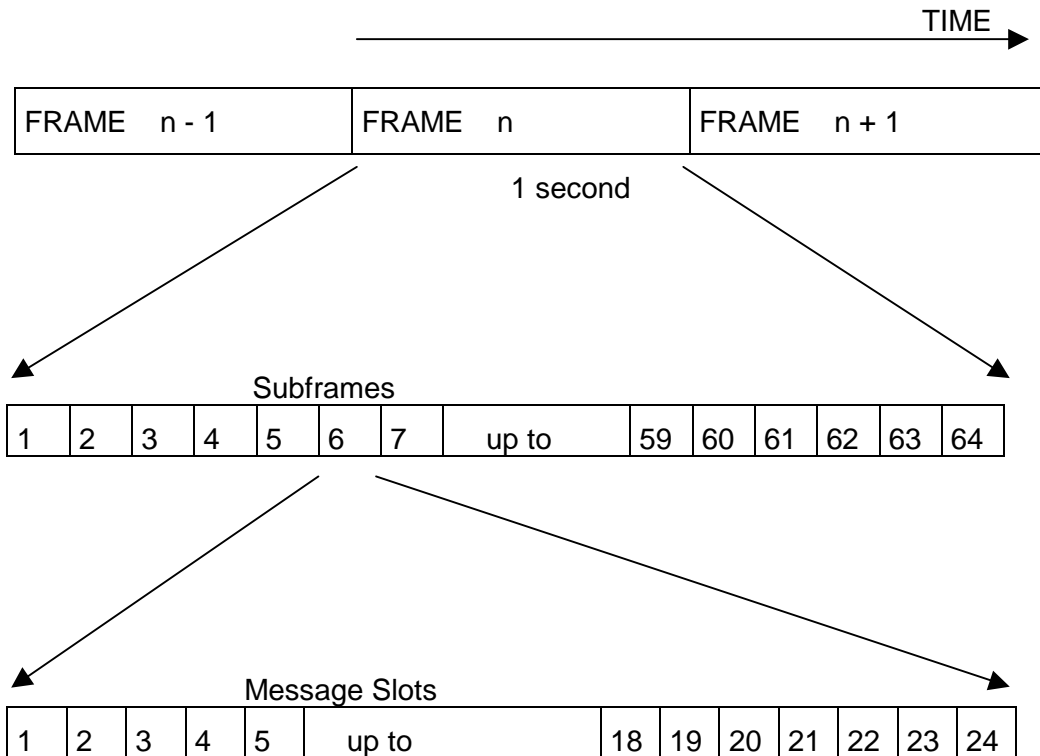 TIME
FRAME n - 1 FRAME n FRAME n + 1
1 second
Subframes
1 2 3 4 5 6 7 up to 59 60 61 62 63 64
Message Slots
1 2 3 4 5 up to 18 19 20 21 22 23 24